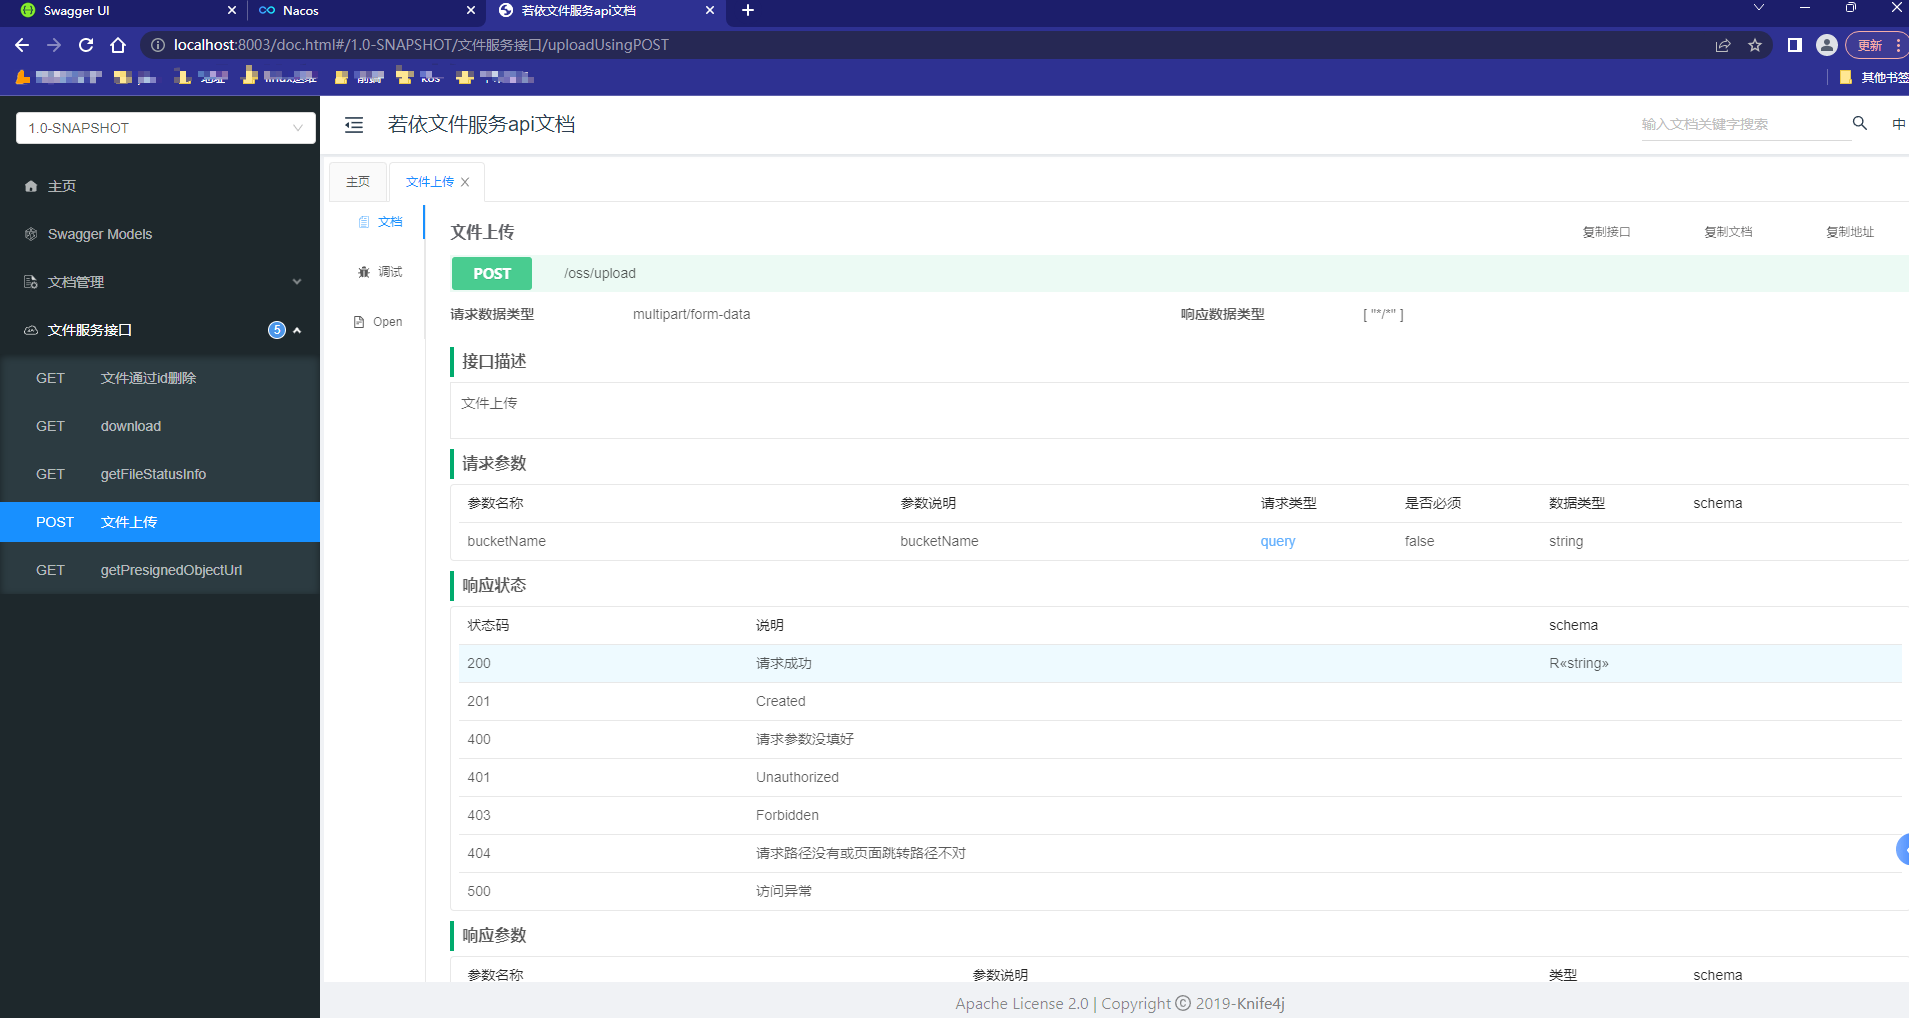 Swagger UI
Nacos
若依文件服务api文档
localhost:8003/doc.html#/1.0-SNAPSHOT/文件服务接口/uploadUsingPOST
更新
其他书签
1.0-SNAPSHOT
若依文件服务api文档
输入文档关键字搜索
中
主页
Swagger Models
文档管理
文件服务接口 5
GET 文件通过id删除
GET download
GET getFileStatusInfo
POST 文件上传
GET getPresignedObjectUrl
主页 文件上传
文档
调试
Open
文件上传 复制接口 复制文档 复制地址
POST /oss/upload
请求数据类型 multipart/form-data 响应数据类型 [ "*/*" ]
接口描述
文件上传
请求参数
参数名称 参数说明 请求类型 是否必须 数据类型 schema
bucketName bucketName query false string
响应状态
状态码 说明 schema
200 请求成功 R«string»
201 Created
400 请求参数没填好
401 Unauthorized
403 Forbidden
404 请求路径没有或页面跳转路径不对
500 访问异常
响应参数
参数名称 参数说明 类型 schema
Apache License 2.0 | Copyright © 2019-Knife4j